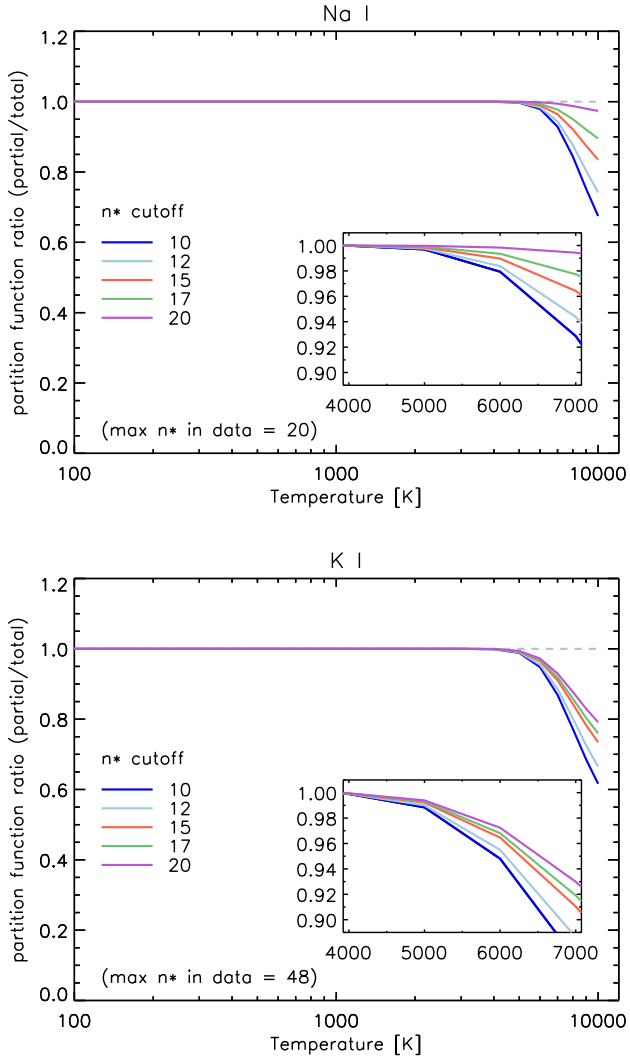 Na I
partition function ratio (partial/total)
1.2
1.0
0.8
0.6
0.4
0.2
0.0
n* cutoff
10
12
15
17
20
1.00
0.98
0.96
0.94
0.92
0.90
4000 5000 6000 7000
(max n* in data = 20)
100 1000 10000
Temperature [K]
K I
partition function ratio (partial/total)
1.2
1.0
0.8
0.6
0.4
0.2
0.0
n* cutoff
10
12
15
17
20
1.00
0.98
0.96
0.94
0.92
0.90
4000 5000 6000 7000
(max n* in data = 48)
100 1000 10000
Temperature [K]